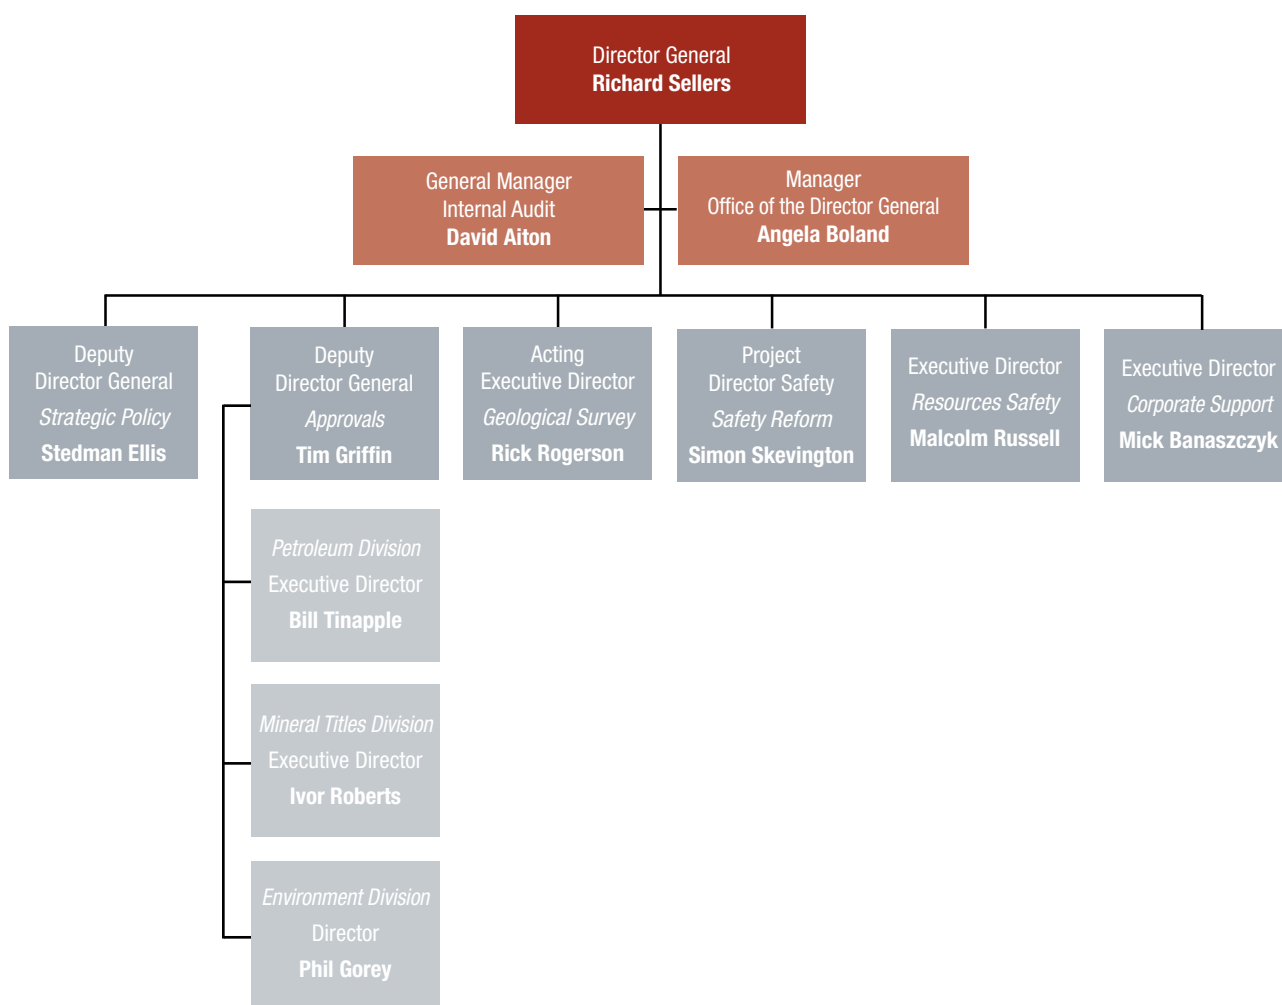 Director General
Richard Sellers
General Manager
Internal Audit
David Aiton
Manager
Office of the Director General
Angela Boland
Deputy
Director General
Strategic Policy
Stedman Ellis
Deputy
Director General
Approvals
Tim Griffin
Acting
Executive Director
Geological Survey
Rick Rogerson
Project
Director Safety
Safety Reform
Simon Skevington
Executive Director
Resources Safety
Malcolm Russell
Executive Director
Corporate Support
Mick Banaszczyk
Petroleum Division
Executive Director
Bill Tinapple
Mineral Titles Division
Executive Director
Ivor Roberts
Environment Division
Director
Phil Gorey